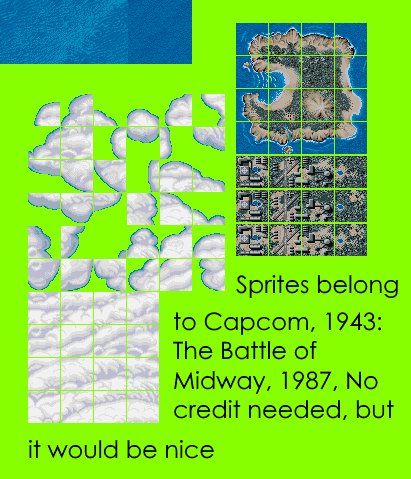 Sprites belong
to Capcom, 1943:
The Battle of
Midway, 1987, No
credit needed, but
it would be nice